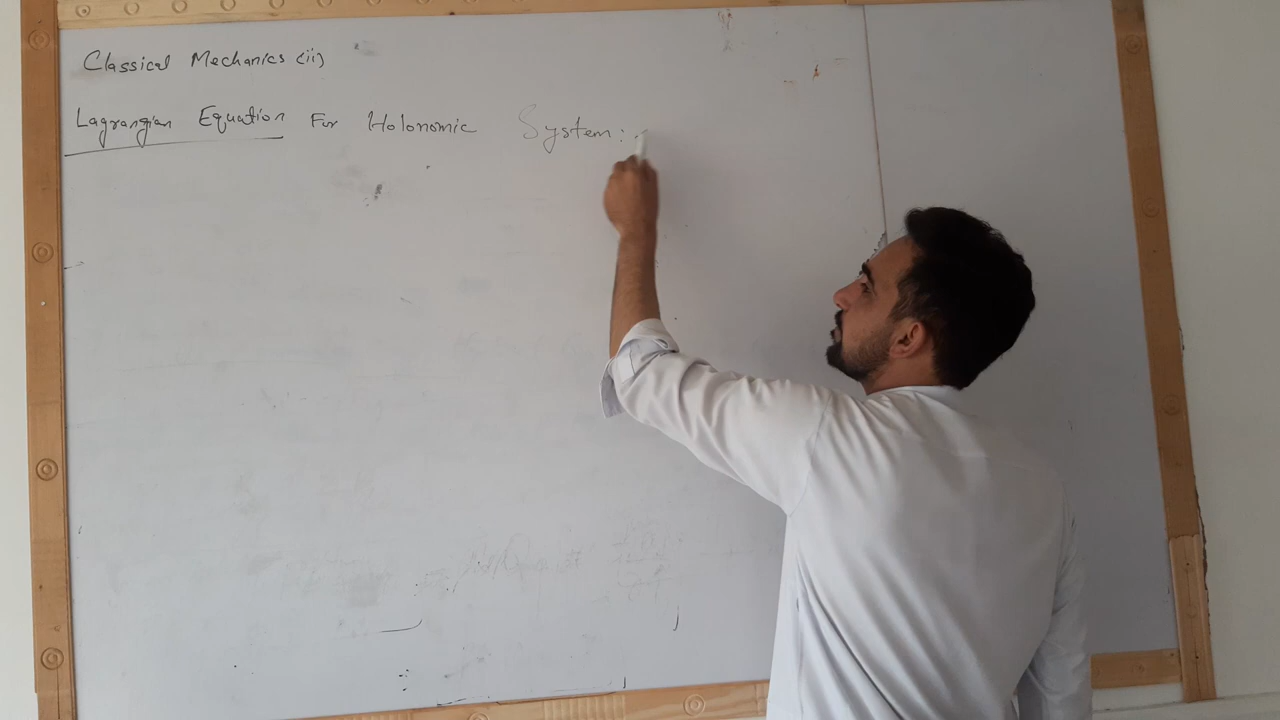 Classical Mechanics (ii)
Lagrangian Equation For Holonomic System:-